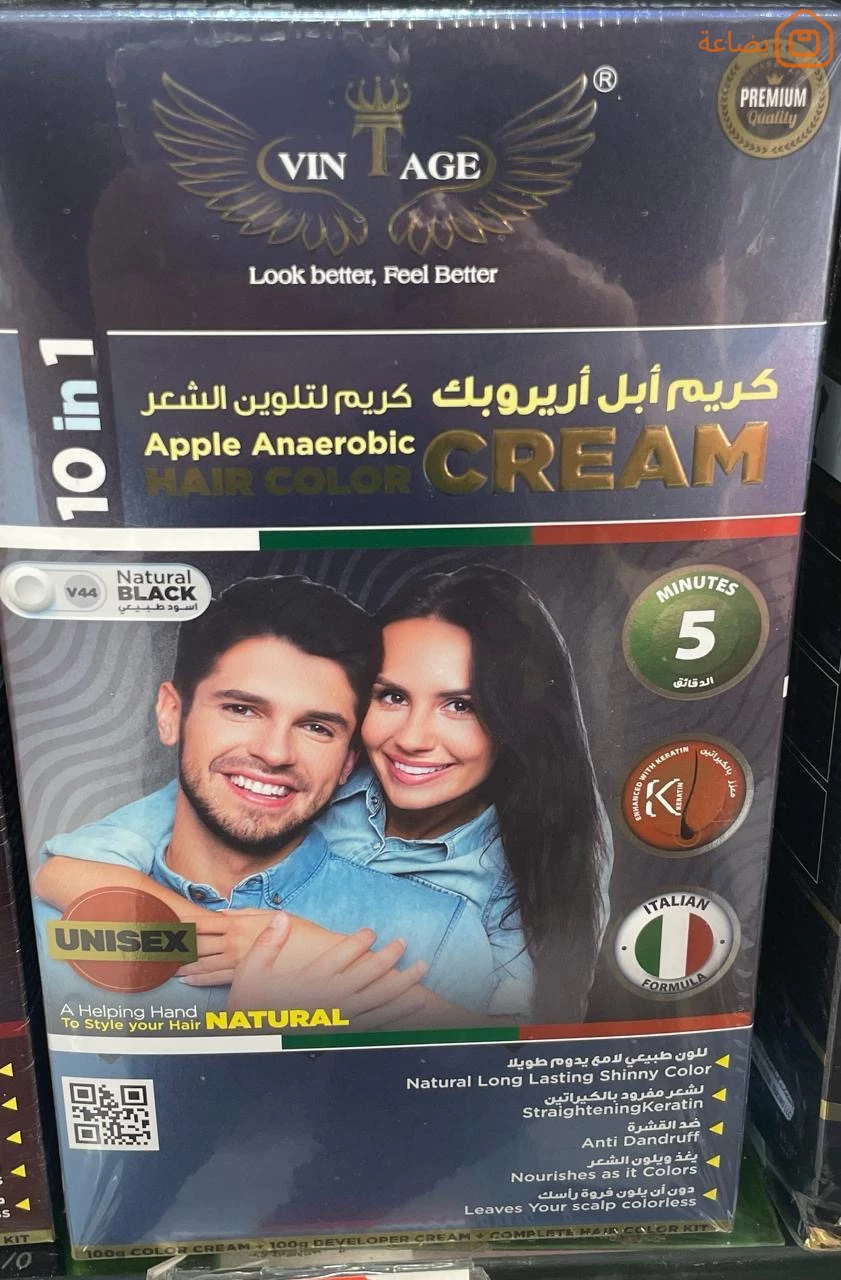 بضاعة
PREMIUM
Quality
®
VINTAGE
Look better, Feel Better
10 in 1
كريم أبل أريروبك كريم لتلوين الشعر
Apple Anaerobic
HAIR COLOR
CREAM
V44
Natural
BLACK
اسود طبيعي
MINUTES
5
الدقائق
ENHANCED WITH KERATIN
معزز بالكيراتين
K
KERATIN
ITALIAN
FORMULA
UNISEX
A Helping Hand
To Style your Hair NATURAL
للون طبيعي لامع يدوم طويلا
Natural Long Lasting Shinny Color
لشعر مفرود بالكيراتين
StraighteningKeratin
ضد القشرة
Anti Dandruff
يغذ ويلون الشعر
Nourishes as it Colors
دون أن يلون فروة رأسك
Leaves Your scalp colorless
100g COLOR CREAM + 100g DEVELOPER CREAM + COMPLETE HAIR COLOR KIT
KIT